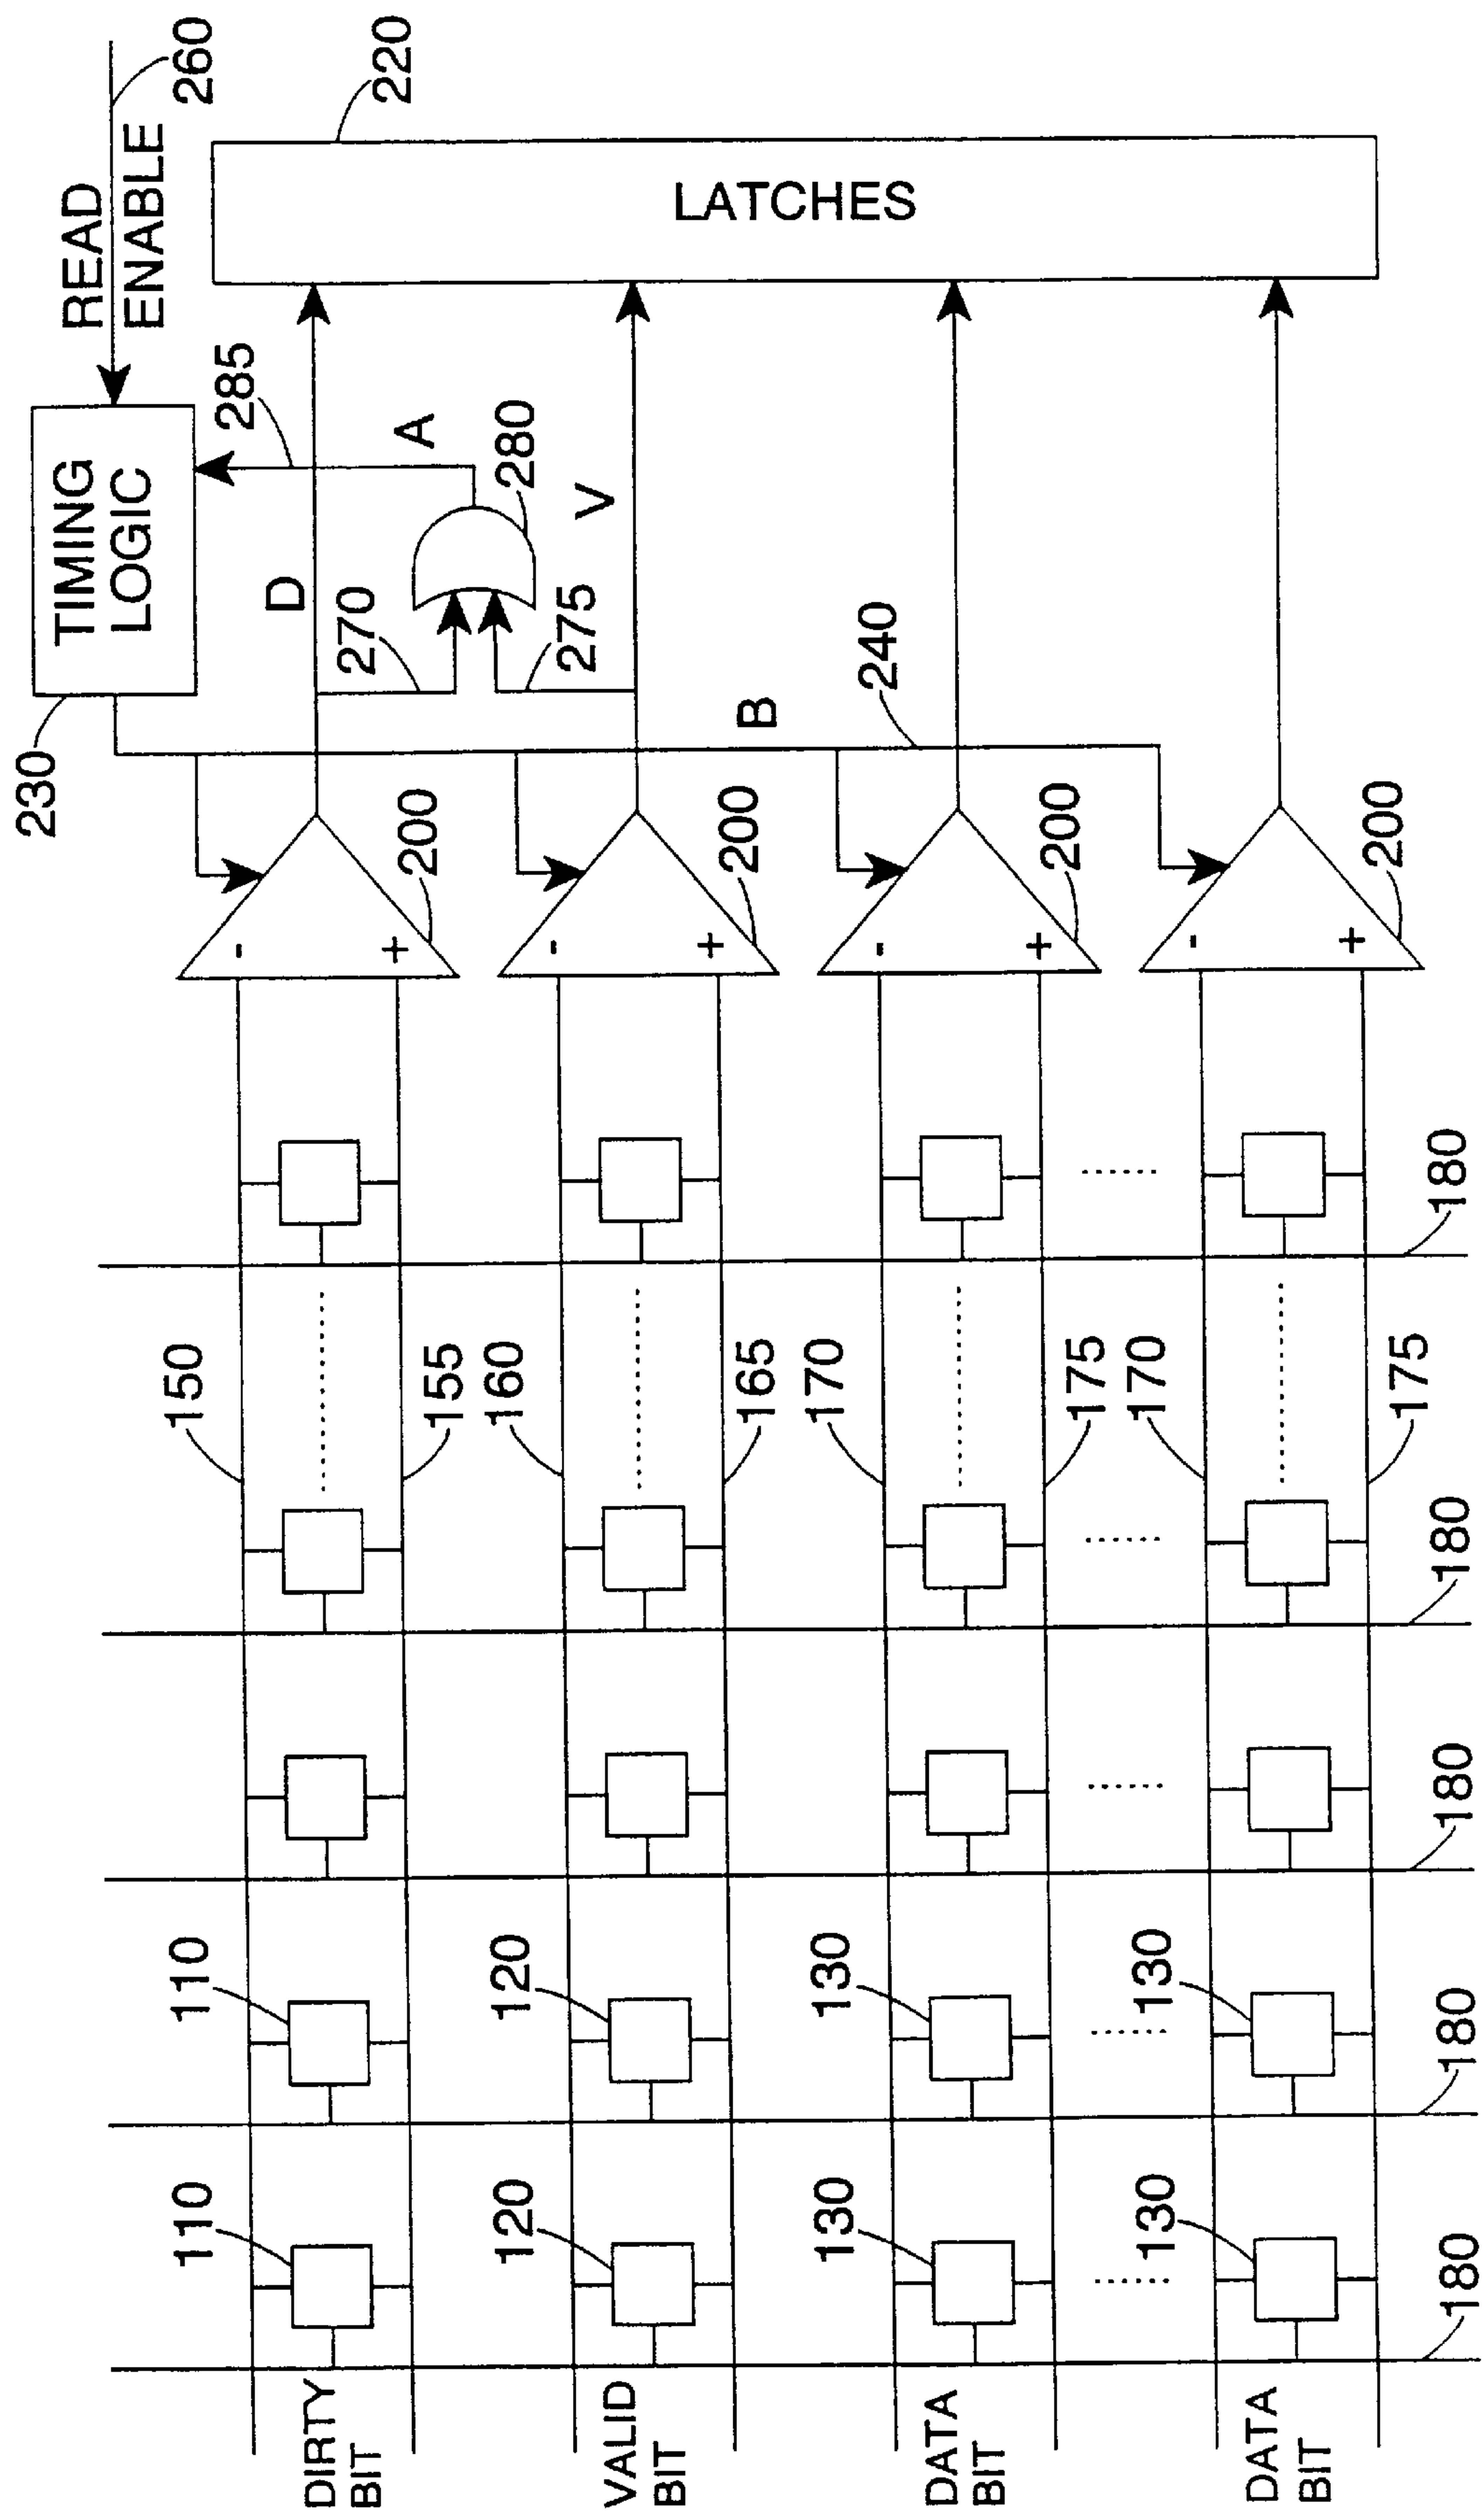 230
TIMING
LOGIC
READ
ENABLE
260
110
110
150
285
-
D
DIRTY
BIT
270
220
+
A
200
155
160
120
120
280
-
275
V
VALID
BIT
+
200
165
B
LATCHES
170
130
130
240
-
DATA
BIT
+
200
175
170
130
130
-
DATA
BIT
+
200
175
180
180
180
180
180